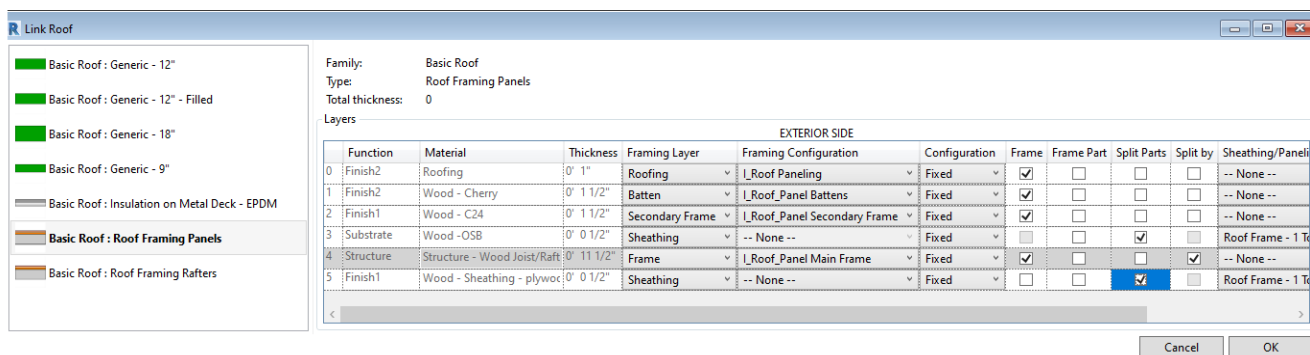 R Link Roof
Basic Roof : Generic - 12"
Basic Roof : Generic - 12" - Filled
Basic Roof : Generic - 18"
Basic Roof : Generic - 9"
Basic Roof : Insulation on Metal Deck - EPDM
Basic Roof : Roof Framing Panels
Basic Roof : Roof Framing Rafters
Family: Basic Roof
Type: Roof Framing Panels
Total thickness: 0
Layers
EXTERIOR SIDE
Function Material Thickness Framing Layer Framing Configuration Configuration Frame Frame Part Split Parts Split by Sheathing/Paneli
0 Finish2 Roofing 0' 1" Roofing I_Roof Paneling Fixed -- None --
1 Finish2 Wood - Cherry 0' 1 1/2" Batten I_Roof_Panel Battens Fixed -- None --
2 Finish1 Wood - C24 0' 1 1/2" Secondary Frame I_Roof_Panel Secondary Frame Fixed -- None --
3 Substrate Wood -OSB 0' 0 1/2" Sheathing -- None -- Fixed Roof Frame - 1 To
4 Structure Structure - Wood Joist/Raft 0' 11 1/2" Frame I_Roof_Panel Main Frame Fixed -- None --
5 Finish1 Wood - Sheathing - plywoc 0' 0 1/2" Sheathing -- None -- Fixed Roof Frame - 1 To
Cancel OK